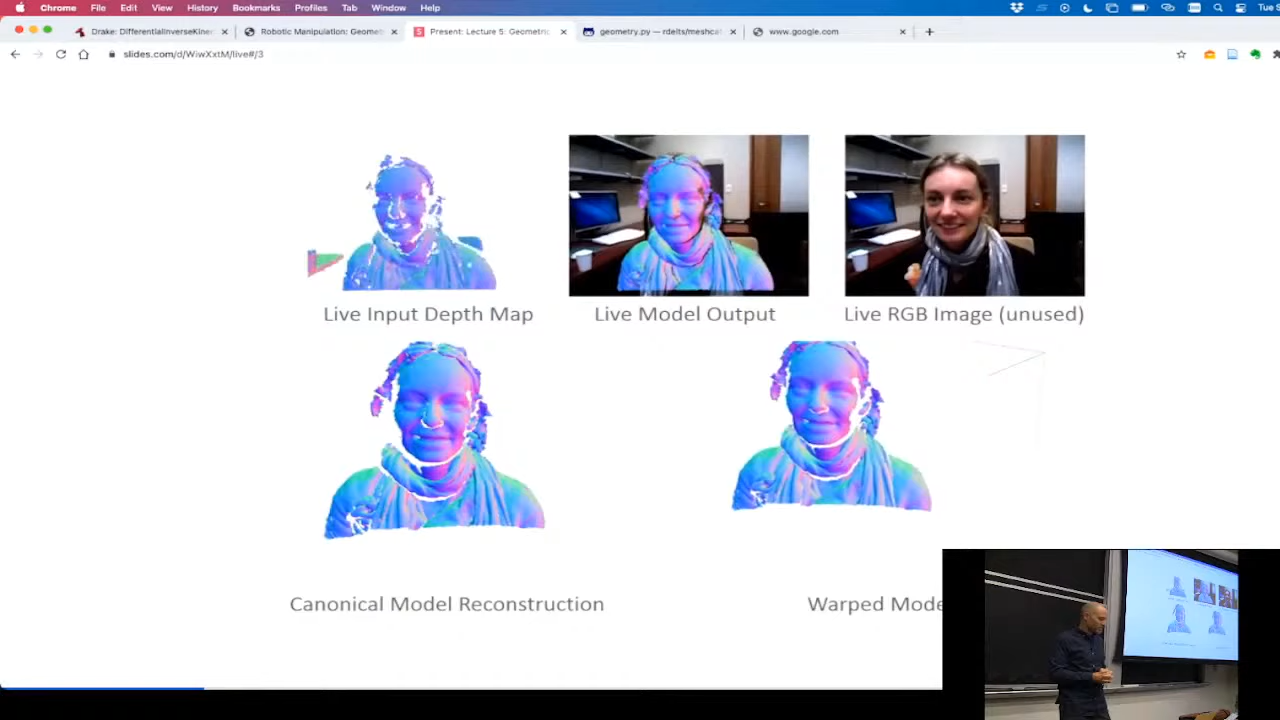 Chrome File Edit View History Bookmarks Profiles Tab Window Help Tue
Drake: DifferentialInverseKiner Robotic Manipulation: Geomet Present: Lecture 5: Geometric geometry.py — rdeits/meshcat www.google.com
slides.com/d/WiwXxtM/live#/3
Live Input Depth Map Live Model Output Live RGB Image (unused)
Canonical Model Reconstruction Warped Mode